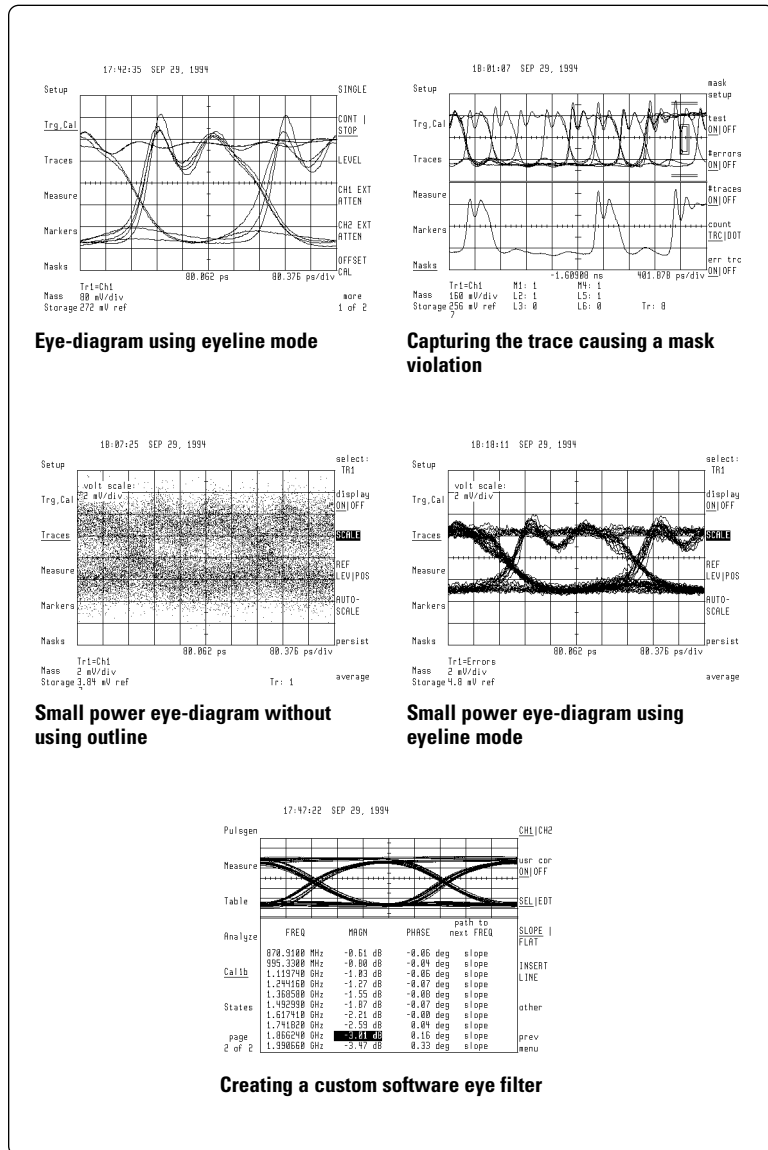 17:42:35 SEP 29, 1994
Setup
Trg,Cal
Traces
Measure
Markers
Masks
SINGLE
CONT |
STOP
LEVEL
CH1 EXT
ATTEN
CH2 EXT
ATTEN
OFFSET
CAL
more
1 of 2
80.062 ps 80.376 ps/div
Tr1=Ch1
Mass 80 mV/div
Storage 272 mV ref
Eye-diagram using eyeline mode
18:01:07 SEP 29, 1994
Setup
Trg,Cal
Traces
Measure
Markers
Masks
mask
setup
test
ON|OFF
#errors
ON|OFF
#traces
ON|OFF
count
TRC|DOT
err trc
ON|OFF
-1.60908 ns 401.878 ps/div
Tr1=Ch1 M1: 1 M4: 1
Mass 160 mV/div L2: 1 L5: 1
Storage 256 mV ref L3: 0 L6: 0 Tr: 8
7
Capturing the trace causing a mask
violation
18:07:25 SEP 29, 1994
Setup
Trg,Cal
Traces
Measure
Markers
Masks
volt scale:
2 mV/div
select:
TR1
display
ON|OFF
SCALE
REF
LEV|POS
AUTO-
SCALE
persist
average
80.062 ps 80.376 ps/div
Tr1=Ch1
Mass 2 mV/div
Storage 3.84 mV ref Tr: 1
Small power eye-diagram without
using outline
18:18:11 SEP 29, 1994
Setup
Trg,Cal
Traces
Measure
Markers
Masks
volt scale:
2 mV/div
select:
TR1
display
ON|OFF
SCALE
REF
LEV|POS
AUTO-
SCALE
persist
average
80.062 ps 80.376 ps/div
Tr1=Errors
Mass 2 mV/div
Storage 4.8 mV ref
Small power eye-diagram using
eyeline mode
17:47:22 SEP 29, 1994
Pulsgen
Measure
Table
Analyze
Calib
States
page
2 of 2
CH1|CH2
usr cor
ON|OFF
SEL|EDT
SLOPE |
FLAT
INSERT
LINE
other
prev
menu
path to
FREQ MAGN PHASE next FREQ
870.9100 MHz -0.61 dB -0.06 deg slope
995.3300 MHz -0.80 dB -0.04 deg slope
1.119740 GHz -1.03 dB -0.06 deg slope
1.244160 GHz -1.27 dB -0.07 deg slope
1.368580 GHz -1.55 dB -0.08 deg slope
1.492990 GHz -1.87 dB -0.07 deg slope
1.617410 GHz -2.21 dB -0.00 deg slope
1.741820 GHz -2.59 dB 0.04 deg slope
1.866240 GHz -3.01 dB 0.16 deg slope
1.990660 GHz -3.47 dB 0.33 deg slope
Creating a custom software eye filter